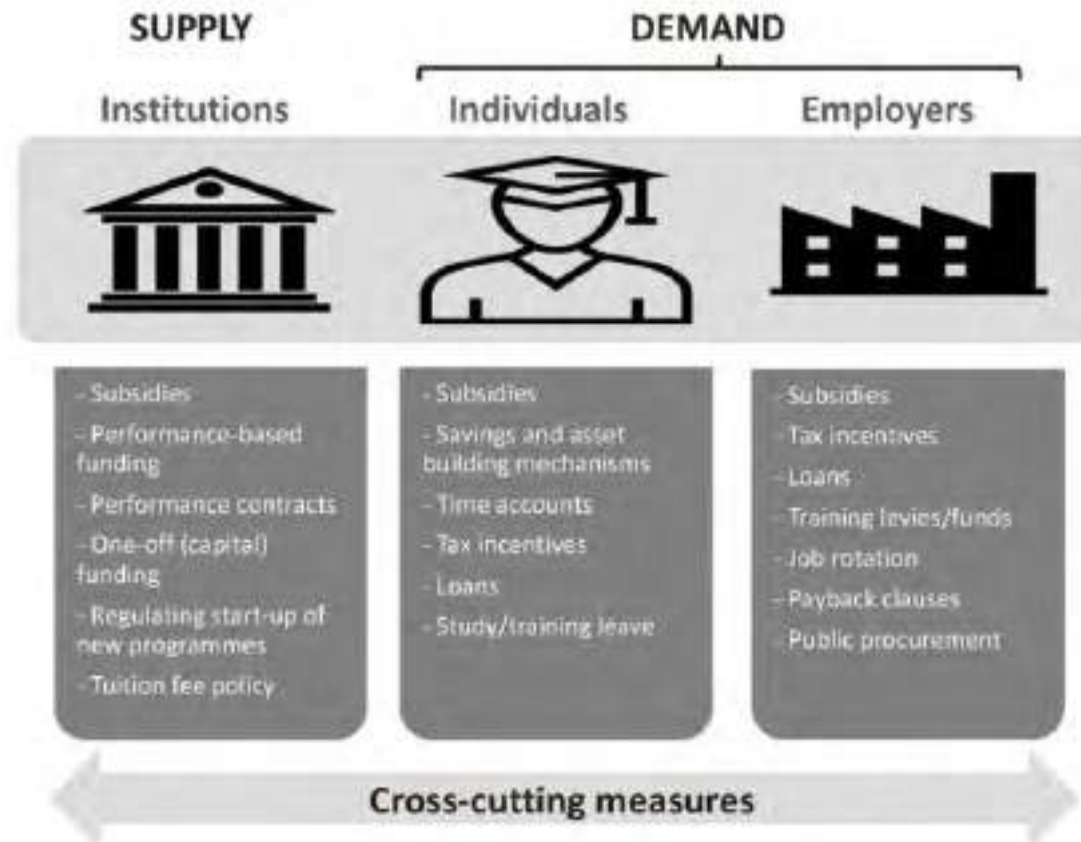 SUPPLY
DEMAND
Institutions
Individuals
Employers
- Subsidies
- Performance-based
funding
- Performance contracts
- One-off (capital)
funding
- Regulating start-up of
new programmes
- Tuition fee policy
- Subsidies
- Savings and asset
building mechanisms
- Time accounts
- Tax incentives
- Loans
- Study/training leave
- Subsidies
- Tax incentives
- Loans
- Training levies/funds
- Job rotation
- Payback clauses
- Public procurement
Cross-cutting measures